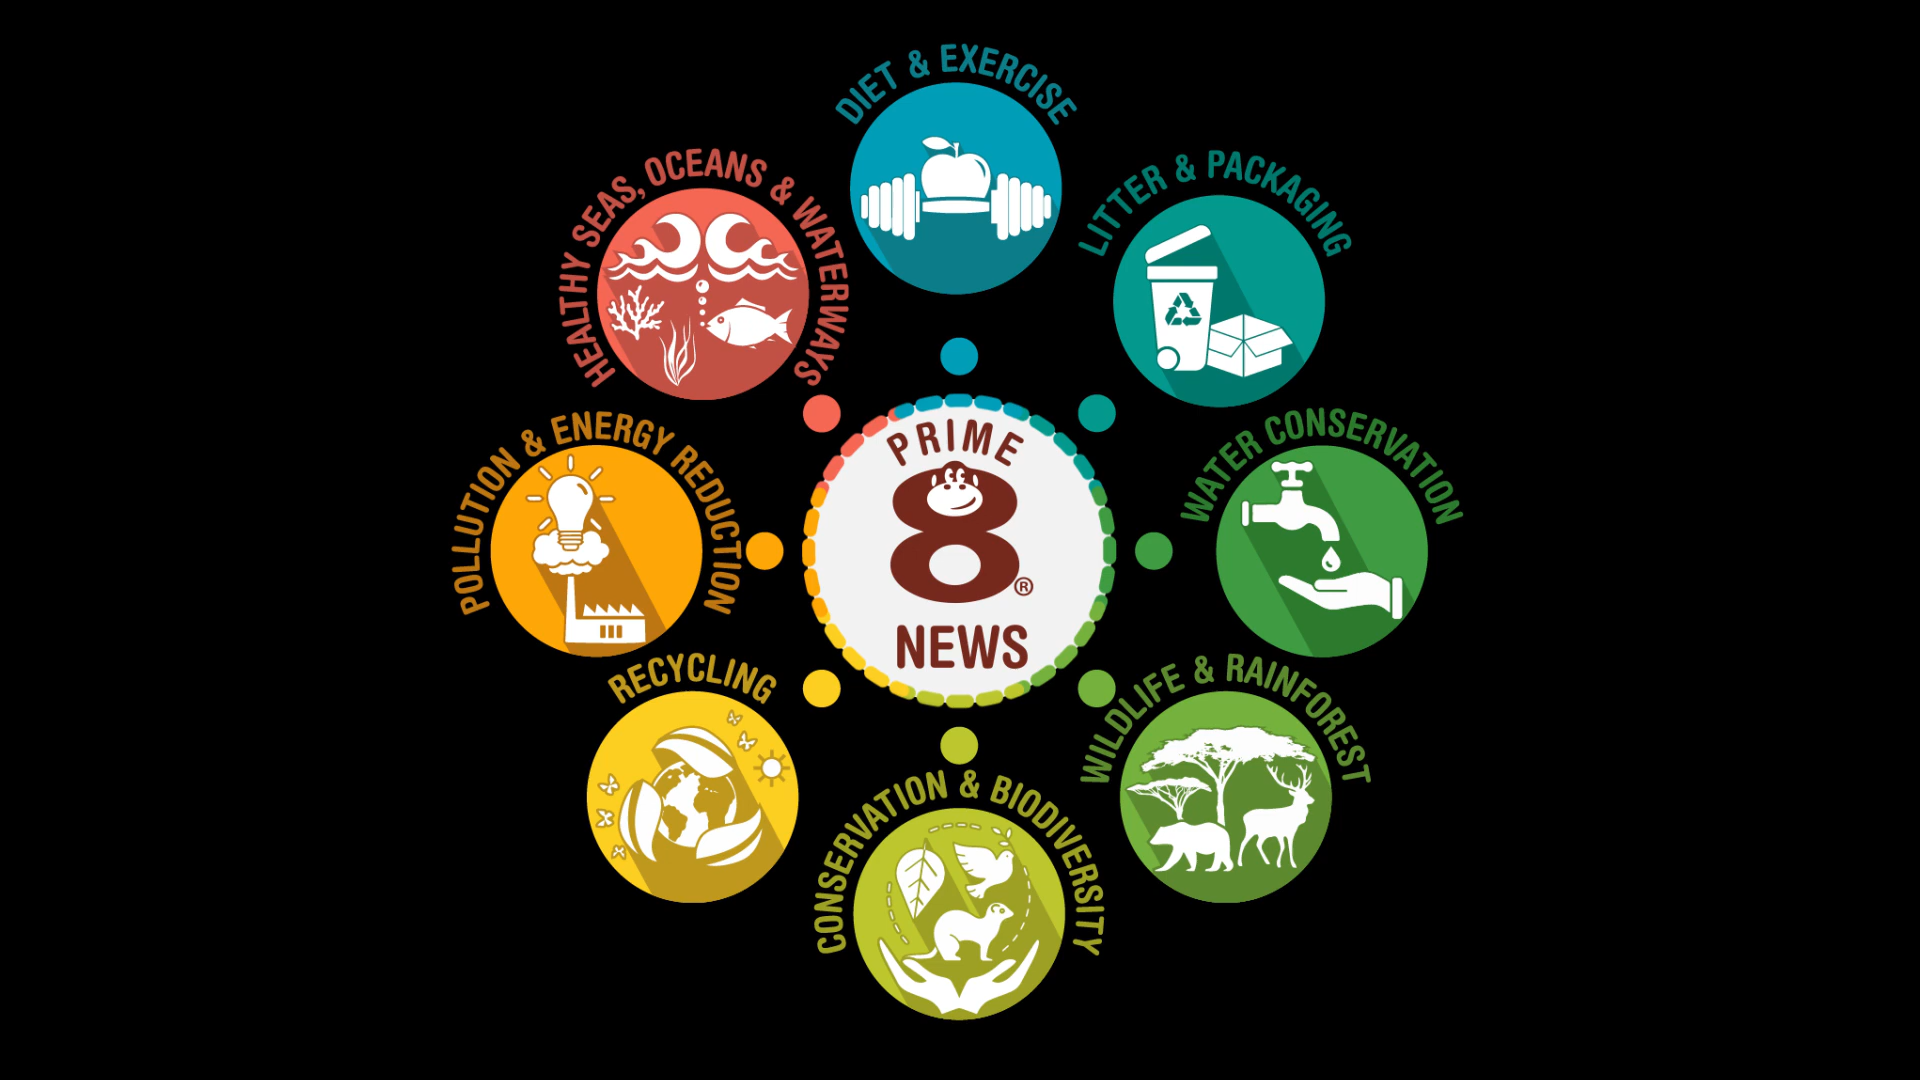 DIET & EXERCISE
LITTER & PACKAGING
HEALTHY SEAS, OCEANS & WATERWAYS
WATER CONSERVATION
POLLUTION & ENERGY REDUCTION
PRIME
8®
NEWS
RECYCLING
WILDLIFE & RAINFOREST
CONSERVATION & BIODIVERSITY